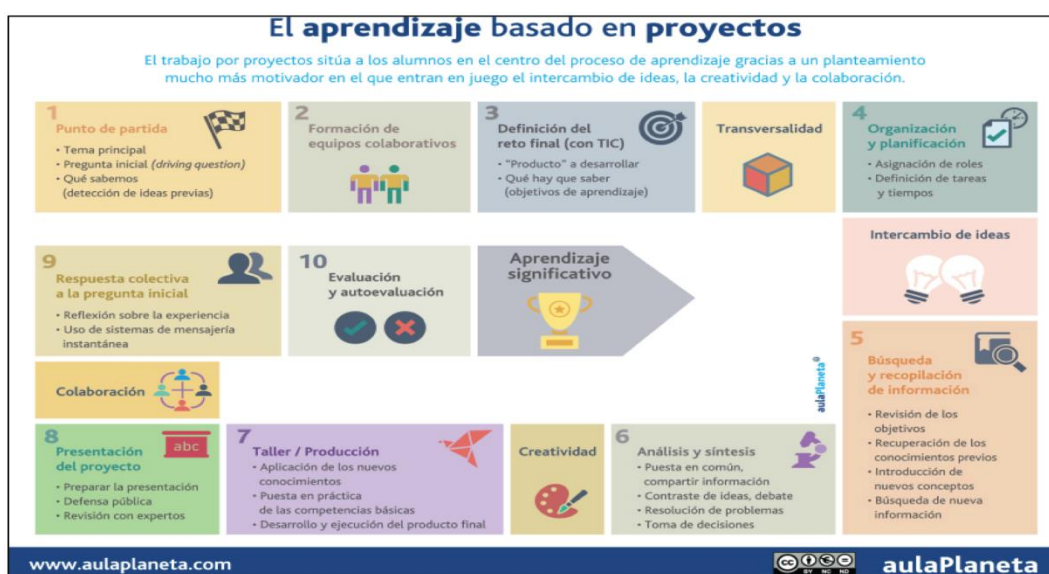 El aprendizaje basado en proyectos
El trabajo por proyectos sitúa a los alumnos en el centro del proceso de aprendizaje gracias a un planteamiento
mucho más motivador en el que entran en juego el intercambio de ideas, la creatividad y la colaboración.
1
Punto de partida
• Tema principal
• Pregunta inicial (driving question)
• Qué sabemos
(detección de ideas previas)
2
Formación de
equipos colaborativos
3
Definición del
reto final (con TIC)
• "Producto" a desarrollar
• Qué hay que saber
(objetivos de aprendizaje)
Transversalidad
4
Organización
y planificación
• Asignación de roles
• Definición de tareas
y tiempos
Intercambio de ideas
5
Búsqueda
y recopilación
de información
• Revisión de los
objetivos
• Recuperación de los
conocimientos previos
• Introducción de
nuevos conceptos
• Búsqueda de nueva
información
6
Análisis y síntesis
• Puesta en común,
compartir información
• Contraste de ideas, debate
• Resolución de problemas
• Toma de decisiones
Creatividad
7
Taller / Producción
• Aplicación de los nuevos
conocimientos
• Puesta en práctica
de las competencias básicas
• Desarrollo y ejecución del producto final
8
Presentación
del proyecto
abc
• Preparar la presentación
• Defensa pública
• Revisión con expertos
Colaboración
9
Respuesta colectiva
a la pregunta inicial
• Reflexión sobre la experiencia
• Uso de sistemas de mensajería
instantánea
10
Evaluación
y autoevaluación
Aprendizaje
significativo
aulaPlaneta
www.aulaplaneta.com
cc
BY NC ND
aulaPlaneta